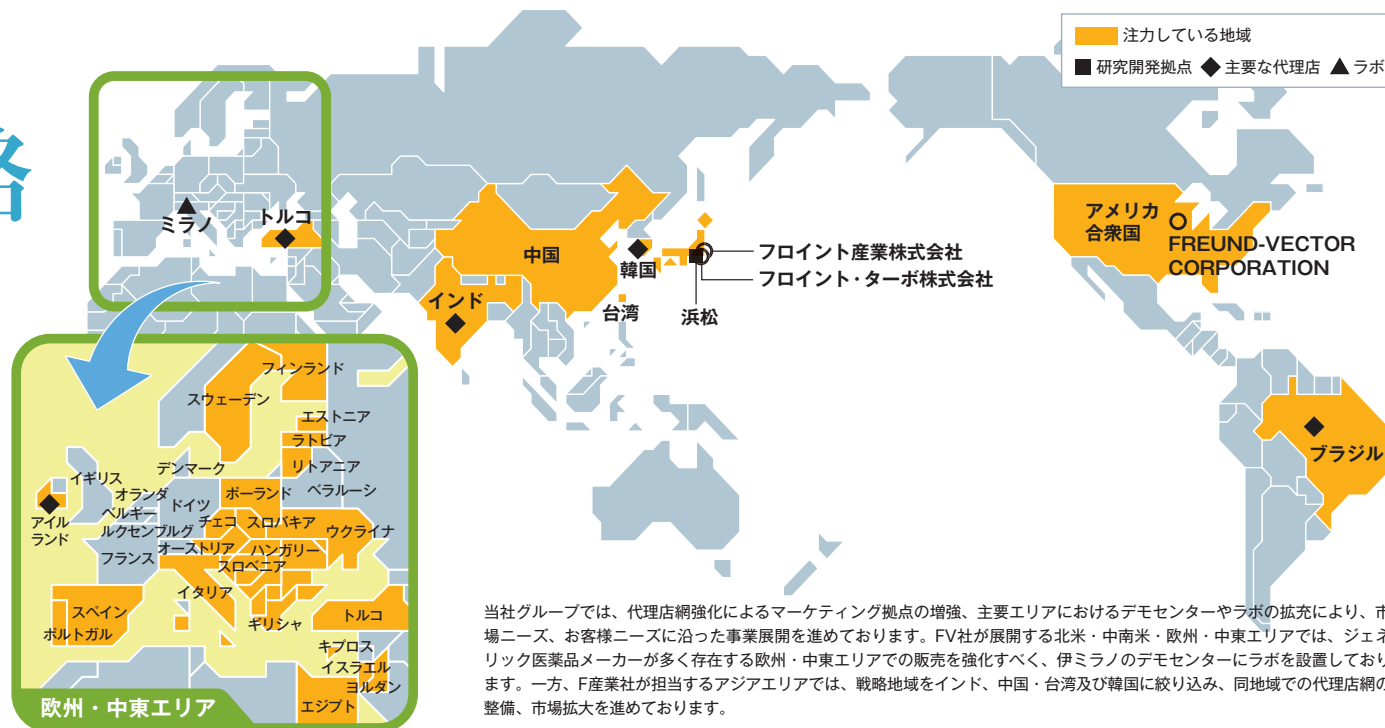 略
注力している地域
■ 研究開発拠点 ◆ 主要な代理店 ▲ ラボ
ミラノ
トルコ
中国
韓国
インド
台湾
浜松
フロイント産業株式会社
フロイント・ターボ株式会社
アメリカ
合衆国
FREUND-VECTOR
CORPORATION
ブラジル
フィンランド
スウェーデン
エストニア
ラトビア
デンマーク
リトアニア
イギリス
オランダ
ドイツ
ポーランド
ベラルーシ
ベルギー
アイル
ランド
ルクセンブルグ
チェコ
スロバキア
ウクライナ
フランス
オーストリア
ハンガリー
スロベニア
イタリア
スペイン
ポルトガル
ギリシャ
トルコ
キプロス
イスラエル
ヨルダン
エジプト
欧州・中東エリア
当社グループでは、代理店網強化によるマーケティング拠点の増強、主要エリアにおけるデモセンターやラボの拡充により、市
場ニーズ、お客様ニーズに沿った事業展開を進めております。FV社が展開する北米・中南米・欧州・中東エリアでは、ジェネ
リック医薬品メーカーが多く存在する欧州・中東エリアでの販売を強化すべく、伊ミラノのデモセンターにラボを設置しており
ます。一方、F産業社が担当するアジアエリアでは、戦略地域をインド、中国・台湾及び韓国に絞り込み、同地域での代理店網の
整備、市場拡大を進めております。